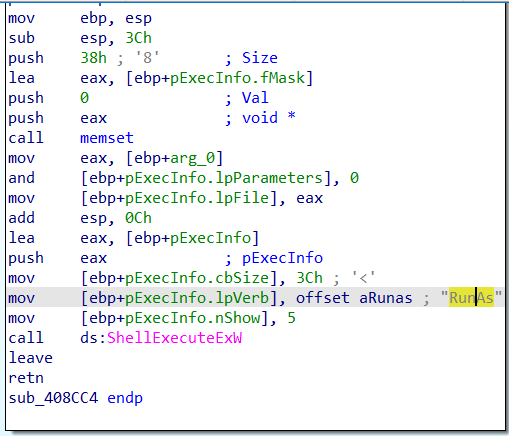 mov ebp, esp
sub esp, 3Ch
push 38h ; '8' ; Size
lea eax, [ebp+pExecInfo.fMask]
push 0 ; Val
push eax ; void *
call memset
mov eax, [ebp+arg_0]
and [ebp+pExecInfo.lpParameters], 0
mov [ebp+pExecInfo.lpFile], eax
add esp, 0Ch
lea eax, [ebp+pExecInfo]
push eax ; pExecInfo
mov [ebp+pExecInfo.cbSize], 3Ch ; '<'
mov [ebp+pExecInfo.lpVerb], offset aRunas ; "RunAs"
mov [ebp+pExecInfo.nShow], 5
call ds:ShellExecuteExW
leave
retn
sub_408CC4 endp